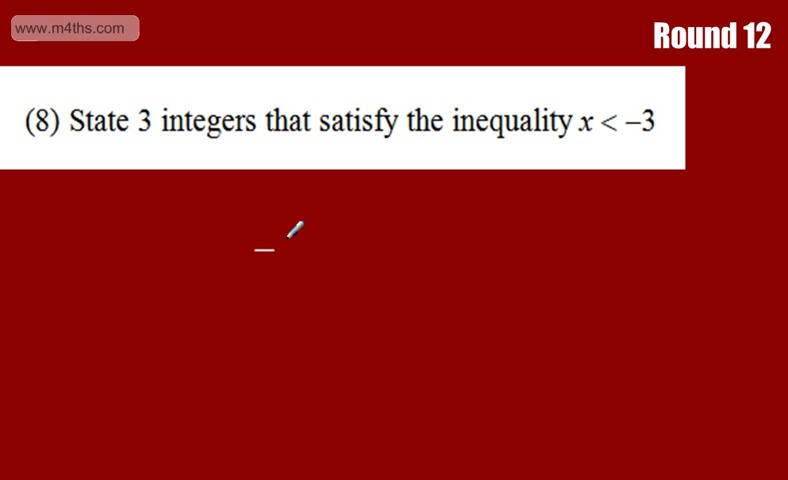 www.m4ths.com
Round 12
(8) State 3 integers that satisfy the inequality x < –3
–